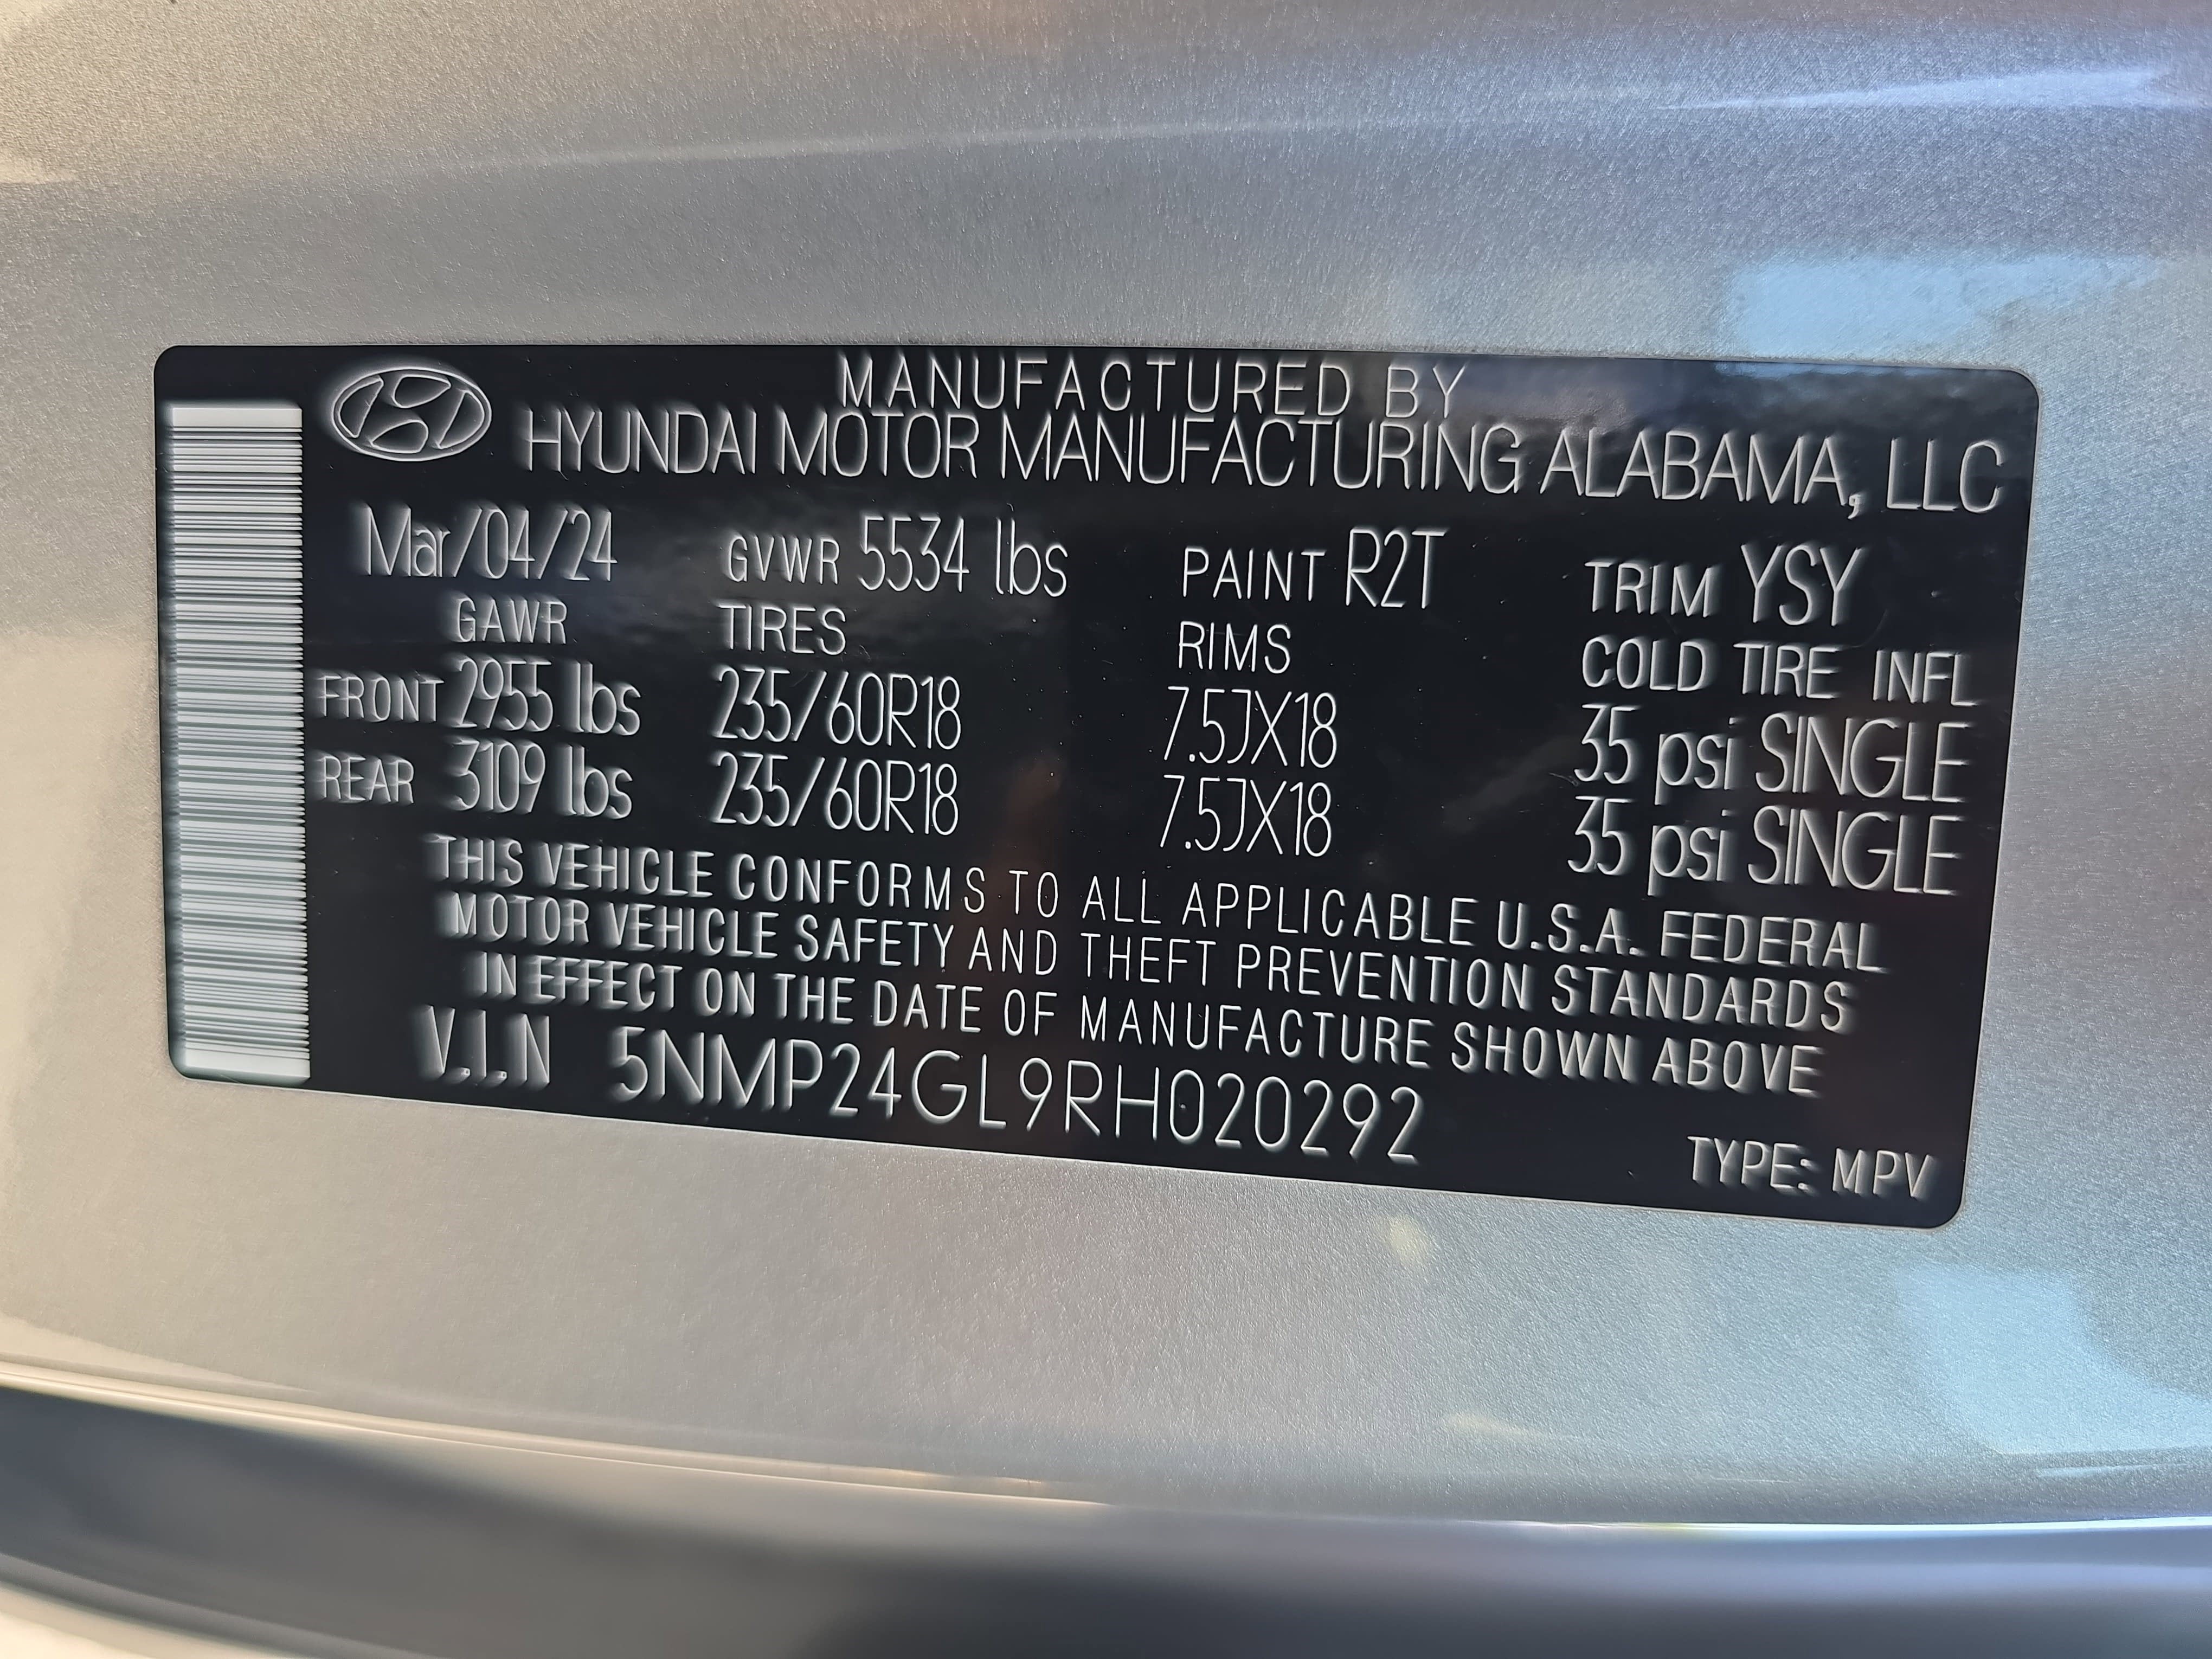 MANUFACTURED BY
HYUNDAI MOTOR MANUFACTURING ALABAMA, LLC
Mar/04/24 GVWR 5534 lbs PAINT R2T TRIM YSY
GAWR TIRES RIMS COLD TIRE INFL
FRONT 2955 lbs 235/60R18 7.5JX18 35 psi SINGLE
REAR 3109 lbs 235/60R18 7.5JX18 35 psi SINGLE
THIS VEHICLE CONFORMS TO ALL APPLICABLE U.S.A. FEDERAL
MOTOR VEHICLE SAFETY AND THEFT PREVENTION STANDARDS
IN EFFECT ON THE DATE OF MANUFACTURE SHOWN ABOVE
V.I.N 5NMP24GL9RH020292
TYPE: MPV